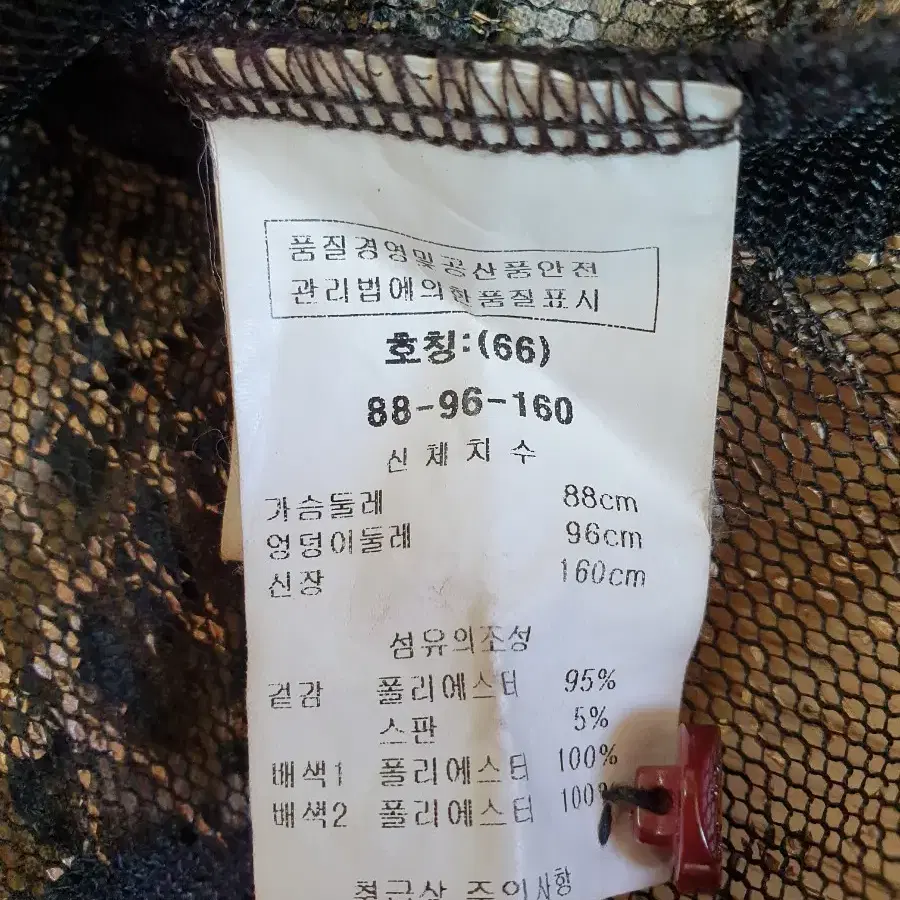 품질경영및공산품안전
관리법에의한품질표시
호칭:(66)
88-96-160
신체치수
가슴둘레 88cm
엉덩이둘레 96cm
신장 160cm
섬유의조성
겉감 폴리에스터 95%
스판 5%
배색1 폴리에스터 100%
배색2 폴리에스터 100%
취급상 주의사항